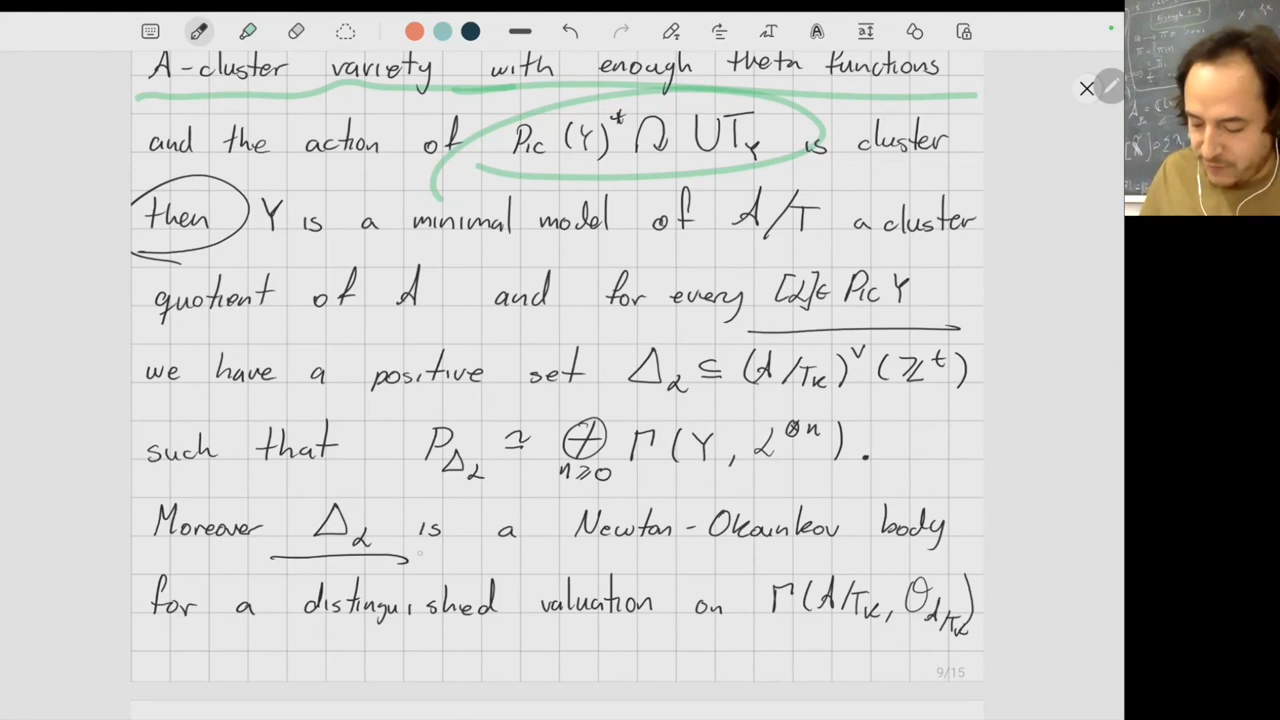 A-cluster variety with enough theta functions
and the action of Pic(Y)^* ↷ UT_Y is cluster
then Y is a minimal model of A/T a cluster
quotient of A and for every [L]∈ Pic Y
we have a positive set Δ_L ⊆ (A/T_K)^∨(ℤ^t)
such that P_{Δ_L} ≃ ⊕_{n≥0} Γ(Y, L^{⊗n}).
Moreover Δ_L is a Newton-Okounkov body
for a distinguished valuation on Γ(A/T_K, O_{A/T_K})
9/15